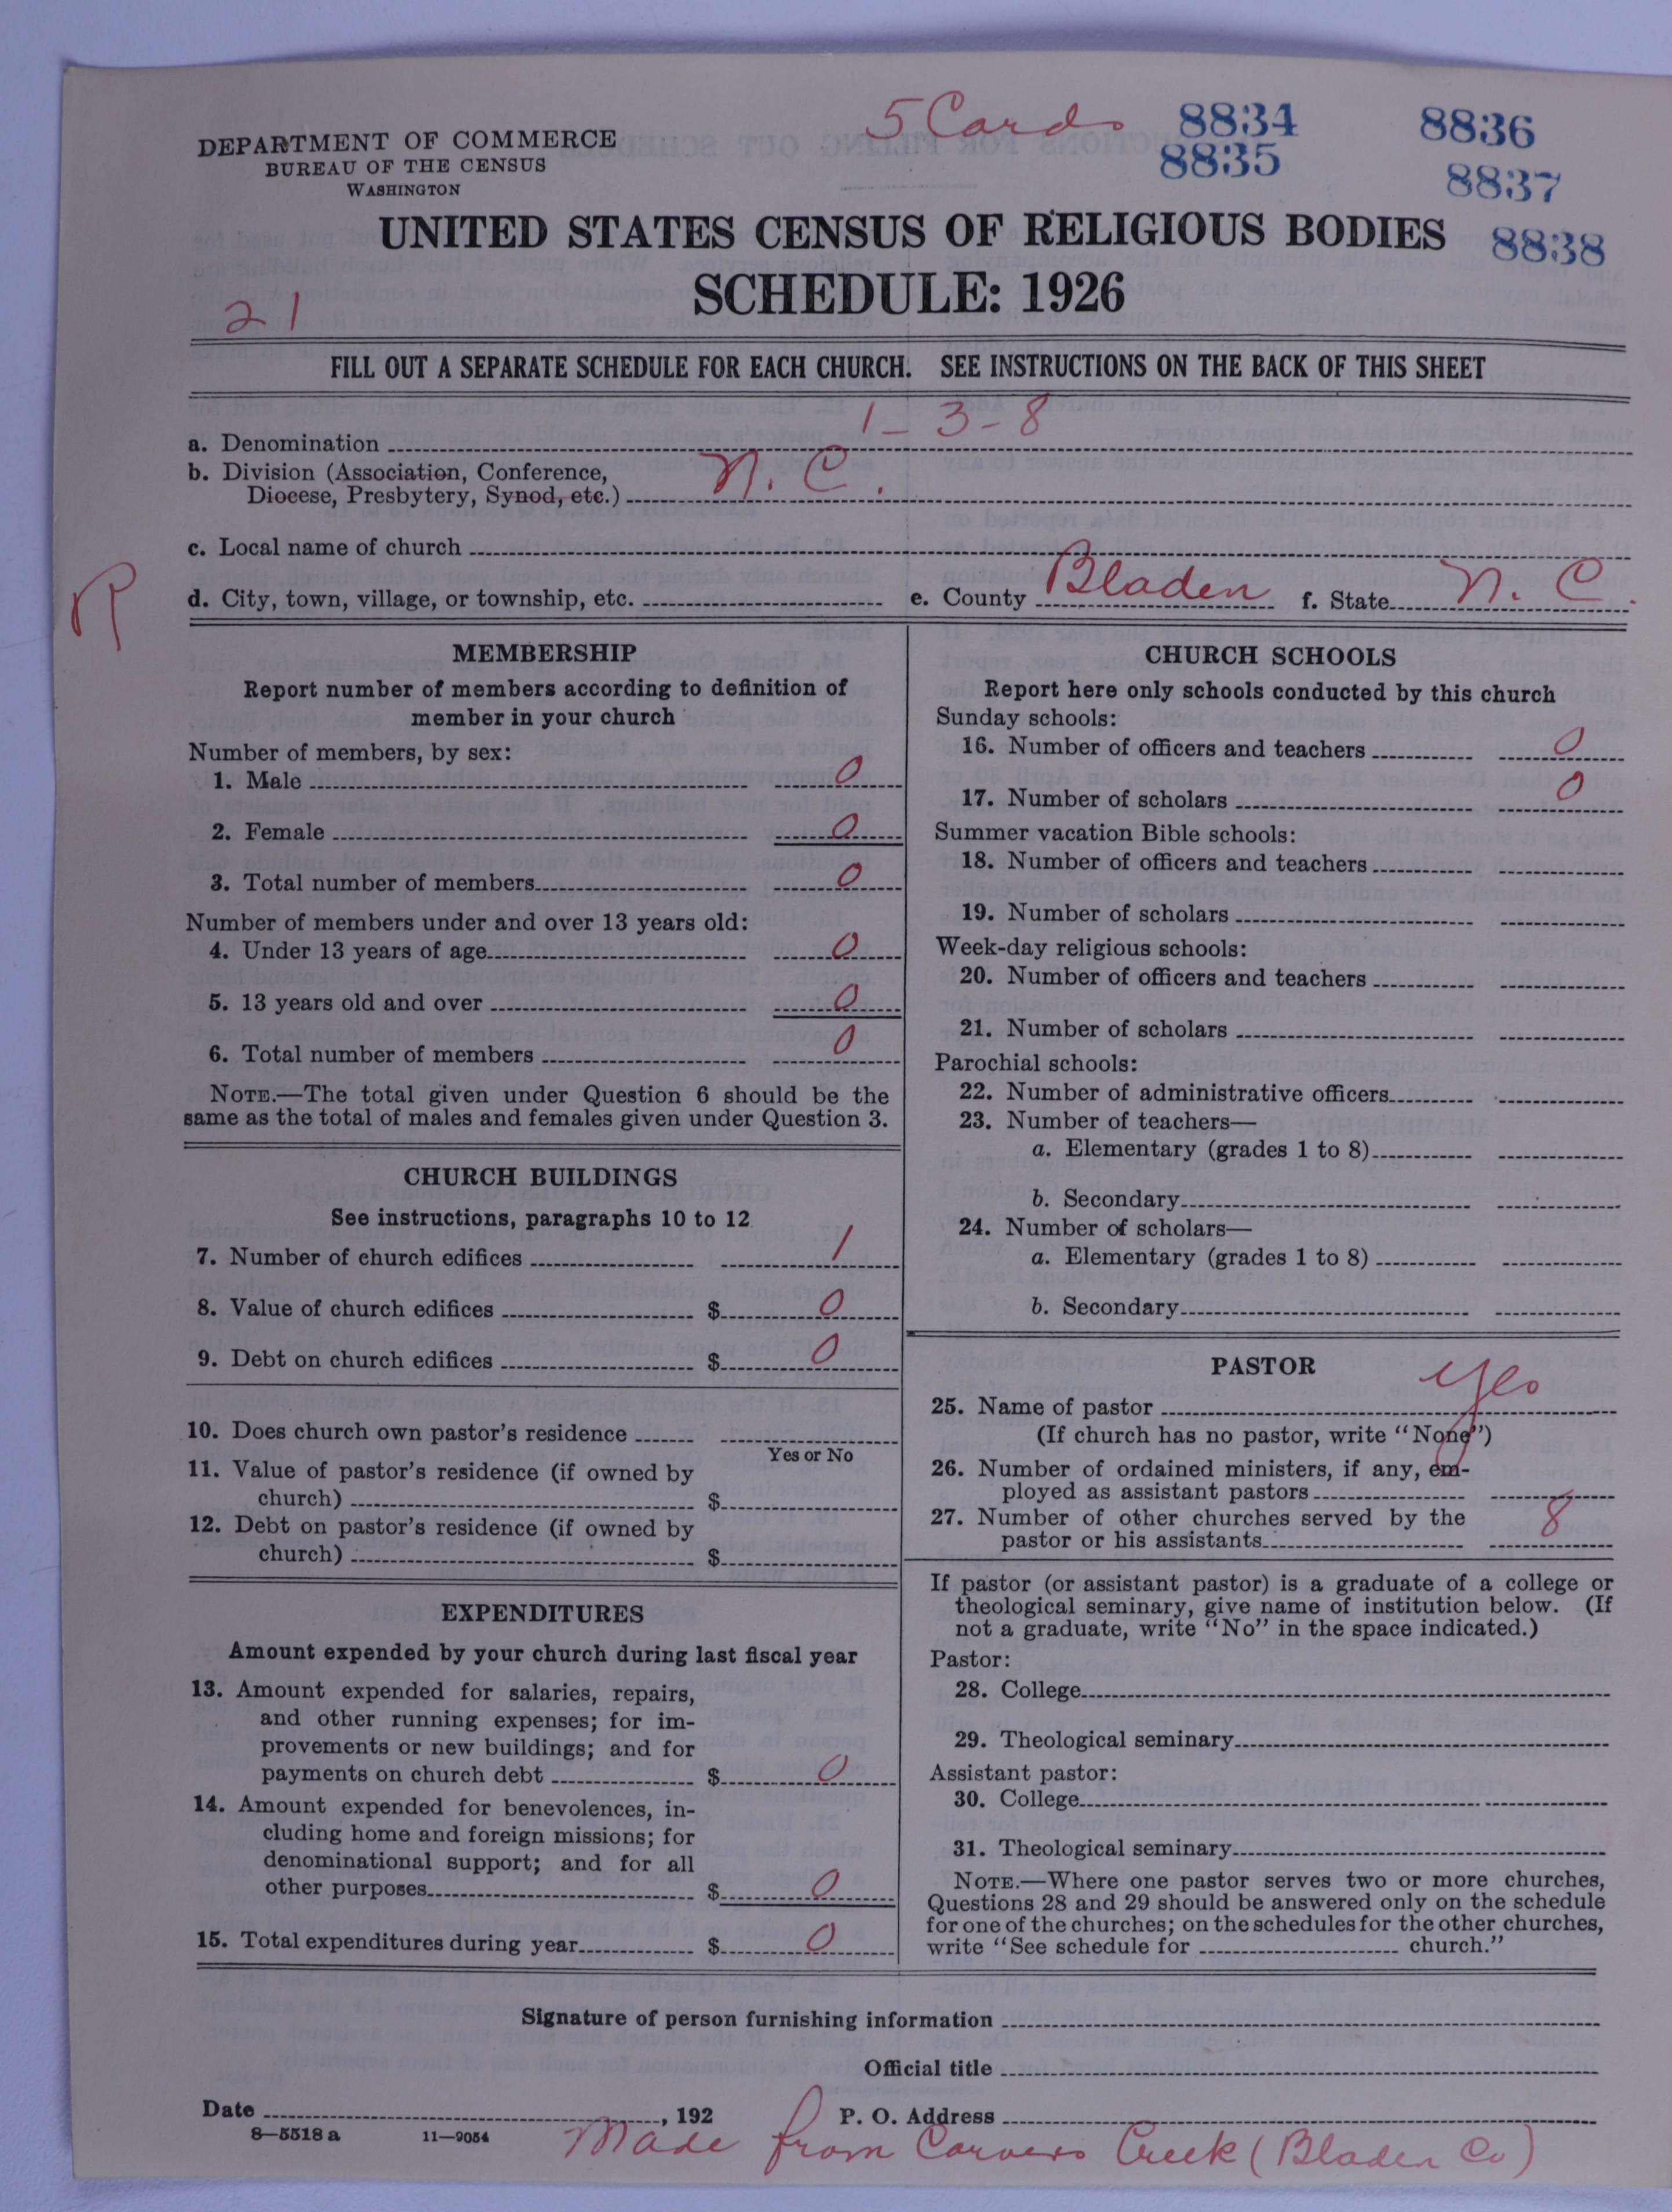 5 Cards 8834 8836
8835 8837
8838
DEPARTMENT OF COMMERCE
BUREAU OF THE CENSUS
WASHINGTON
UNITED STATES CENSUS OF RELIGIOUS BODIES
SCHEDULE: 1926
21
FILL OUT A SEPARATE SCHEDULE FOR EACH CHURCH. SEE INSTRUCTIONS ON THE BACK OF THIS SHEET
a. Denomination 1-3-8
b. Division (Association, Conference,
Diocese, Presbytery, Synod, etc.) N. C.
c. Local name of church
R
d. City, town, village, or township, etc. e. County Bladen f. State N. C.
MEMBERSHIP
Report number of members according to definition of
member in your church
Number of members, by sex:
1. Male 0
2. Female 0
3. Total number of members 0
Number of members under and over 13 years old:
4. Under 13 years of age 0
5. 13 years old and over 0
6. Total number of members 0
NOTE.—The total given under Question 6 should be the
same as the total of males and females given under Question 3.
CHURCH BUILDINGS
See instructions, paragraphs 10 to 12
7. Number of church edifices 1
8. Value of church edifices $ 0
9. Debt on church edifices $ 0
10. Does church own pastor's residence
Yes or No
11. Value of pastor's residence (if owned by
church) $
12. Debt on pastor's residence (if owned by
church) $
EXPENDITURES
Amount expended by your church during last fiscal year
13. Amount expended for salaries, repairs,
and other running expenses; for im-
provements or new buildings; and for
payments on church debt $ 0
14. Amount expended for benevolences, in-
cluding home and foreign missions; for
denominational support; and for all
other purposes $ 0
15. Total expenditures during year $ 0
CHURCH SCHOOLS
Report here only schools conducted by this church
Sunday schools:
16. Number of officers and teachers 0
17. Number of scholars 0
Summer vacation Bible schools:
18. Number of officers and teachers
19. Number of scholars
Week-day religious schools:
20. Number of officers and teachers
21. Number of scholars
Parochial schools:
22. Number of administrative officers
23. Number of teachers—
a. Elementary (grades 1 to 8)
b. Secondary
24. Number of scholars—
a. Elementary (grades 1 to 8)
b. Secondary
PASTOR
25. Name of pastor yes
(If church has no pastor, write "None")
26. Number of ordained ministers, if any, em-
ployed as assistant pastors
27. Number of other churches served by the
pastor or his assistants 8
If pastor (or assistant pastor) is a graduate of a college or
theological seminary, give name of institution below. (If
not a graduate, write "No" in the space indicated.)
Pastor:
28. College
29. Theological seminary
Assistant pastor:
30. College
31. Theological seminary
NOTE.—Where one pastor serves two or more churches,
Questions 28 and 29 should be answered only on the schedule
for one of the churches; on the schedules for the other churches,
write "See schedule for church."
Signature of person furnishing information
Official title
Date , 192 P. O. Address
8—5518 a 11—9054
Made from Carvers Creek (Bladen Co)